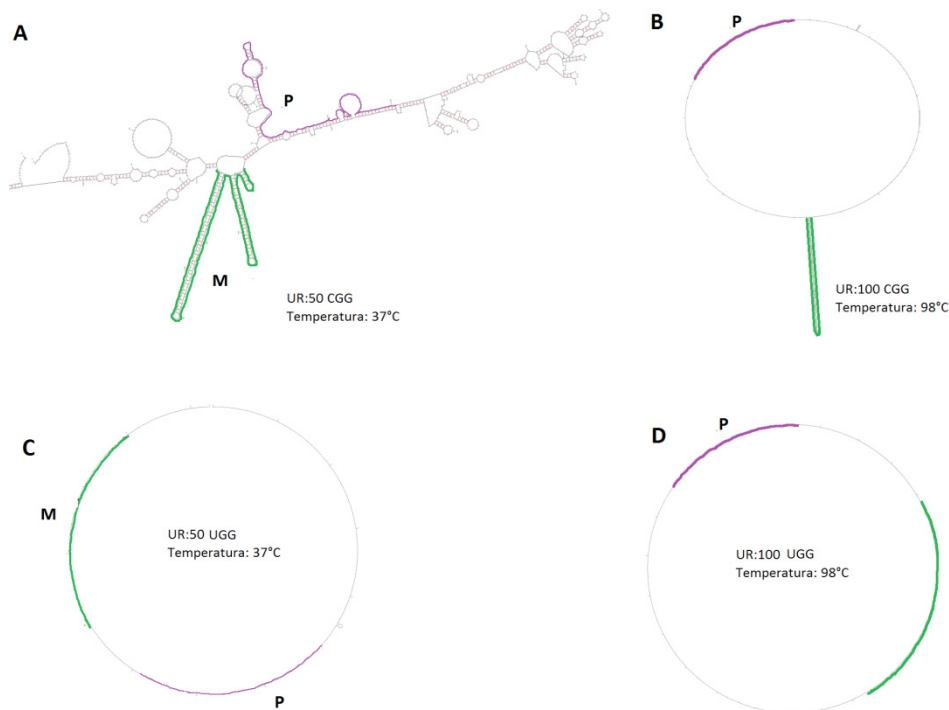 A
P
M
UR:50 CGG
Temperatura: 37°C
B
P
UR:100 CGG
Temperatura: 98°C
C
M
UR:50 UGG
Temperatura: 37°C
P
D
P
UR:100 UGG
Temperatura: 98°C